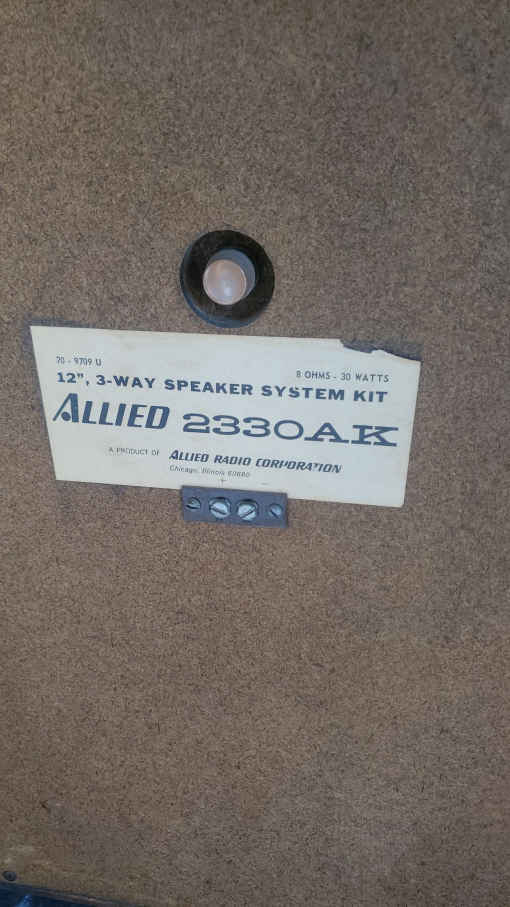 70 - 9709 U
8 OHMS - 30 WATTS
12", 3-WAY SPEAKER SYSTEM KIT
ALLIED 2330AK
A PRODUCT OF ALLIED RADIO CORPORATION
Chicago, Illinois 60680
+